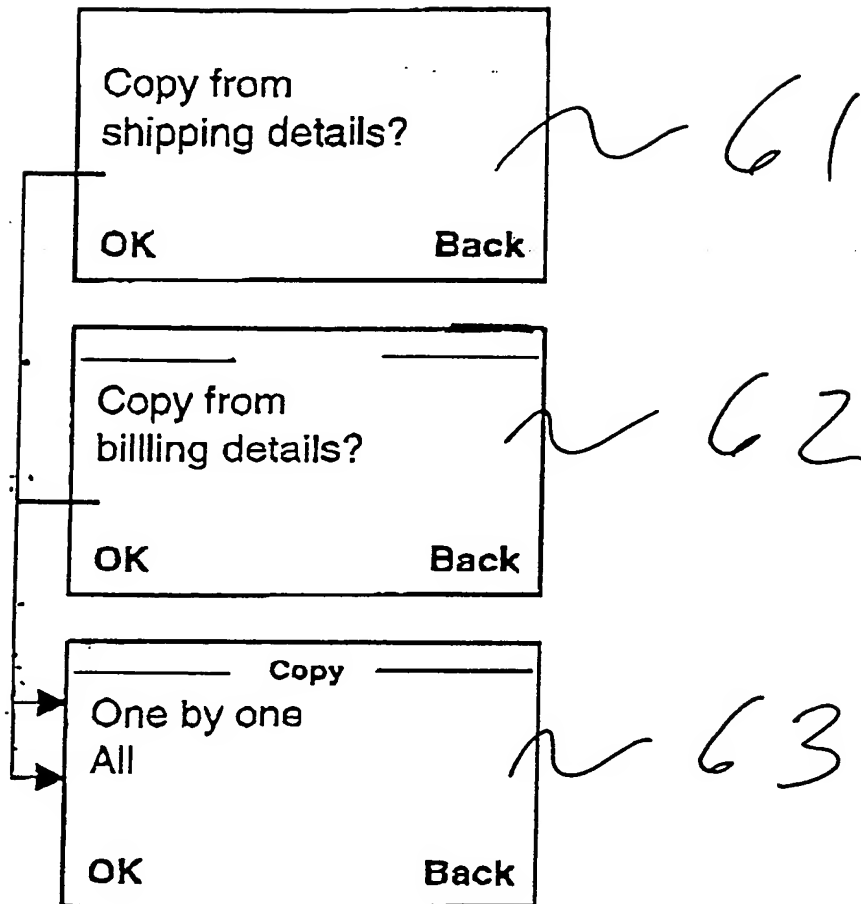 Copy from
shipping details?
OK Back
61
Copy from
billling details?
OK Back
62
Copy
One by one
All
OK Back
63